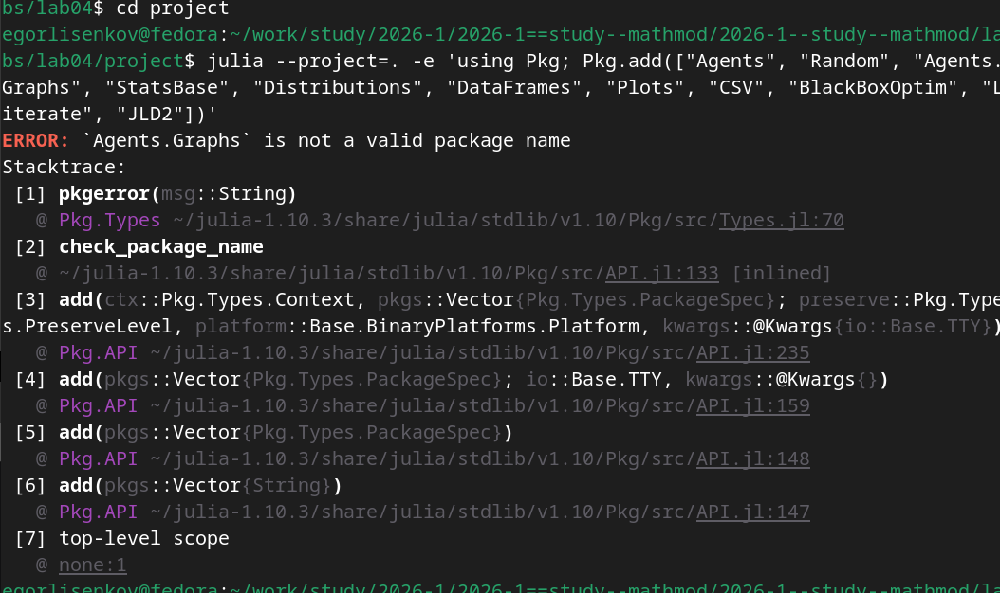 bs/lab04$ cd project
egorlisenkov@fedora:~/work/study/2026-1/2026-1==study--mathmod/2026-1--study--mathmod/la
bs/lab04/project$ julia --project=. -e 'using Pkg; Pkg.add(["Agents", "Random", "Agents.
Graphs", "StatsBase", "Distributions", "DataFrames", "Plots", "CSV", "BlackBoxOptim", "L
iterate", "JLD2"])'
ERROR: `Agents.Graphs` is not a valid package name
Stacktrace:
 [1] pkgerror(msg::String)
   @ Pkg.Types ~/julia-1.10.3/share/julia/stdlib/v1.10/Pkg/src/Types.jl:70
 [2] check_package_name
   @ ~/julia-1.10.3/share/julia/stdlib/v1.10/Pkg/src/API.jl:133 [inlined]
 [3] add(ctx::Pkg.Types.Context, pkgs::Vector{Pkg.Types.PackageSpec}; preserve::Pkg.Type
s.PreserveLevel, platform::Base.BinaryPlatforms.Platform, kwargs::@Kwargs{io::Base.TTY})
   @ Pkg.API ~/julia-1.10.3/share/julia/stdlib/v1.10/Pkg/src/API.jl:235
 [4] add(pkgs::Vector{Pkg.Types.PackageSpec}; io::Base.TTY, kwargs::@Kwargs{})
   @ Pkg.API ~/julia-1.10.3/share/julia/stdlib/v1.10/Pkg/src/API.jl:159
 [5] add(pkgs::Vector{Pkg.Types.PackageSpec})
   @ Pkg.API ~/julia-1.10.3/share/julia/stdlib/v1.10/Pkg/src/API.jl:148
 [6] add(pkgs::Vector{String})
   @ Pkg.API ~/julia-1.10.3/share/julia/stdlib/v1.10/Pkg/src/API.jl:147
 [7] top-level scope
   @ none:1
egorlisenkov@fedora:~/work/study/2026-1/2026-1==study--mathmod/2026-1--study--mathmod/la